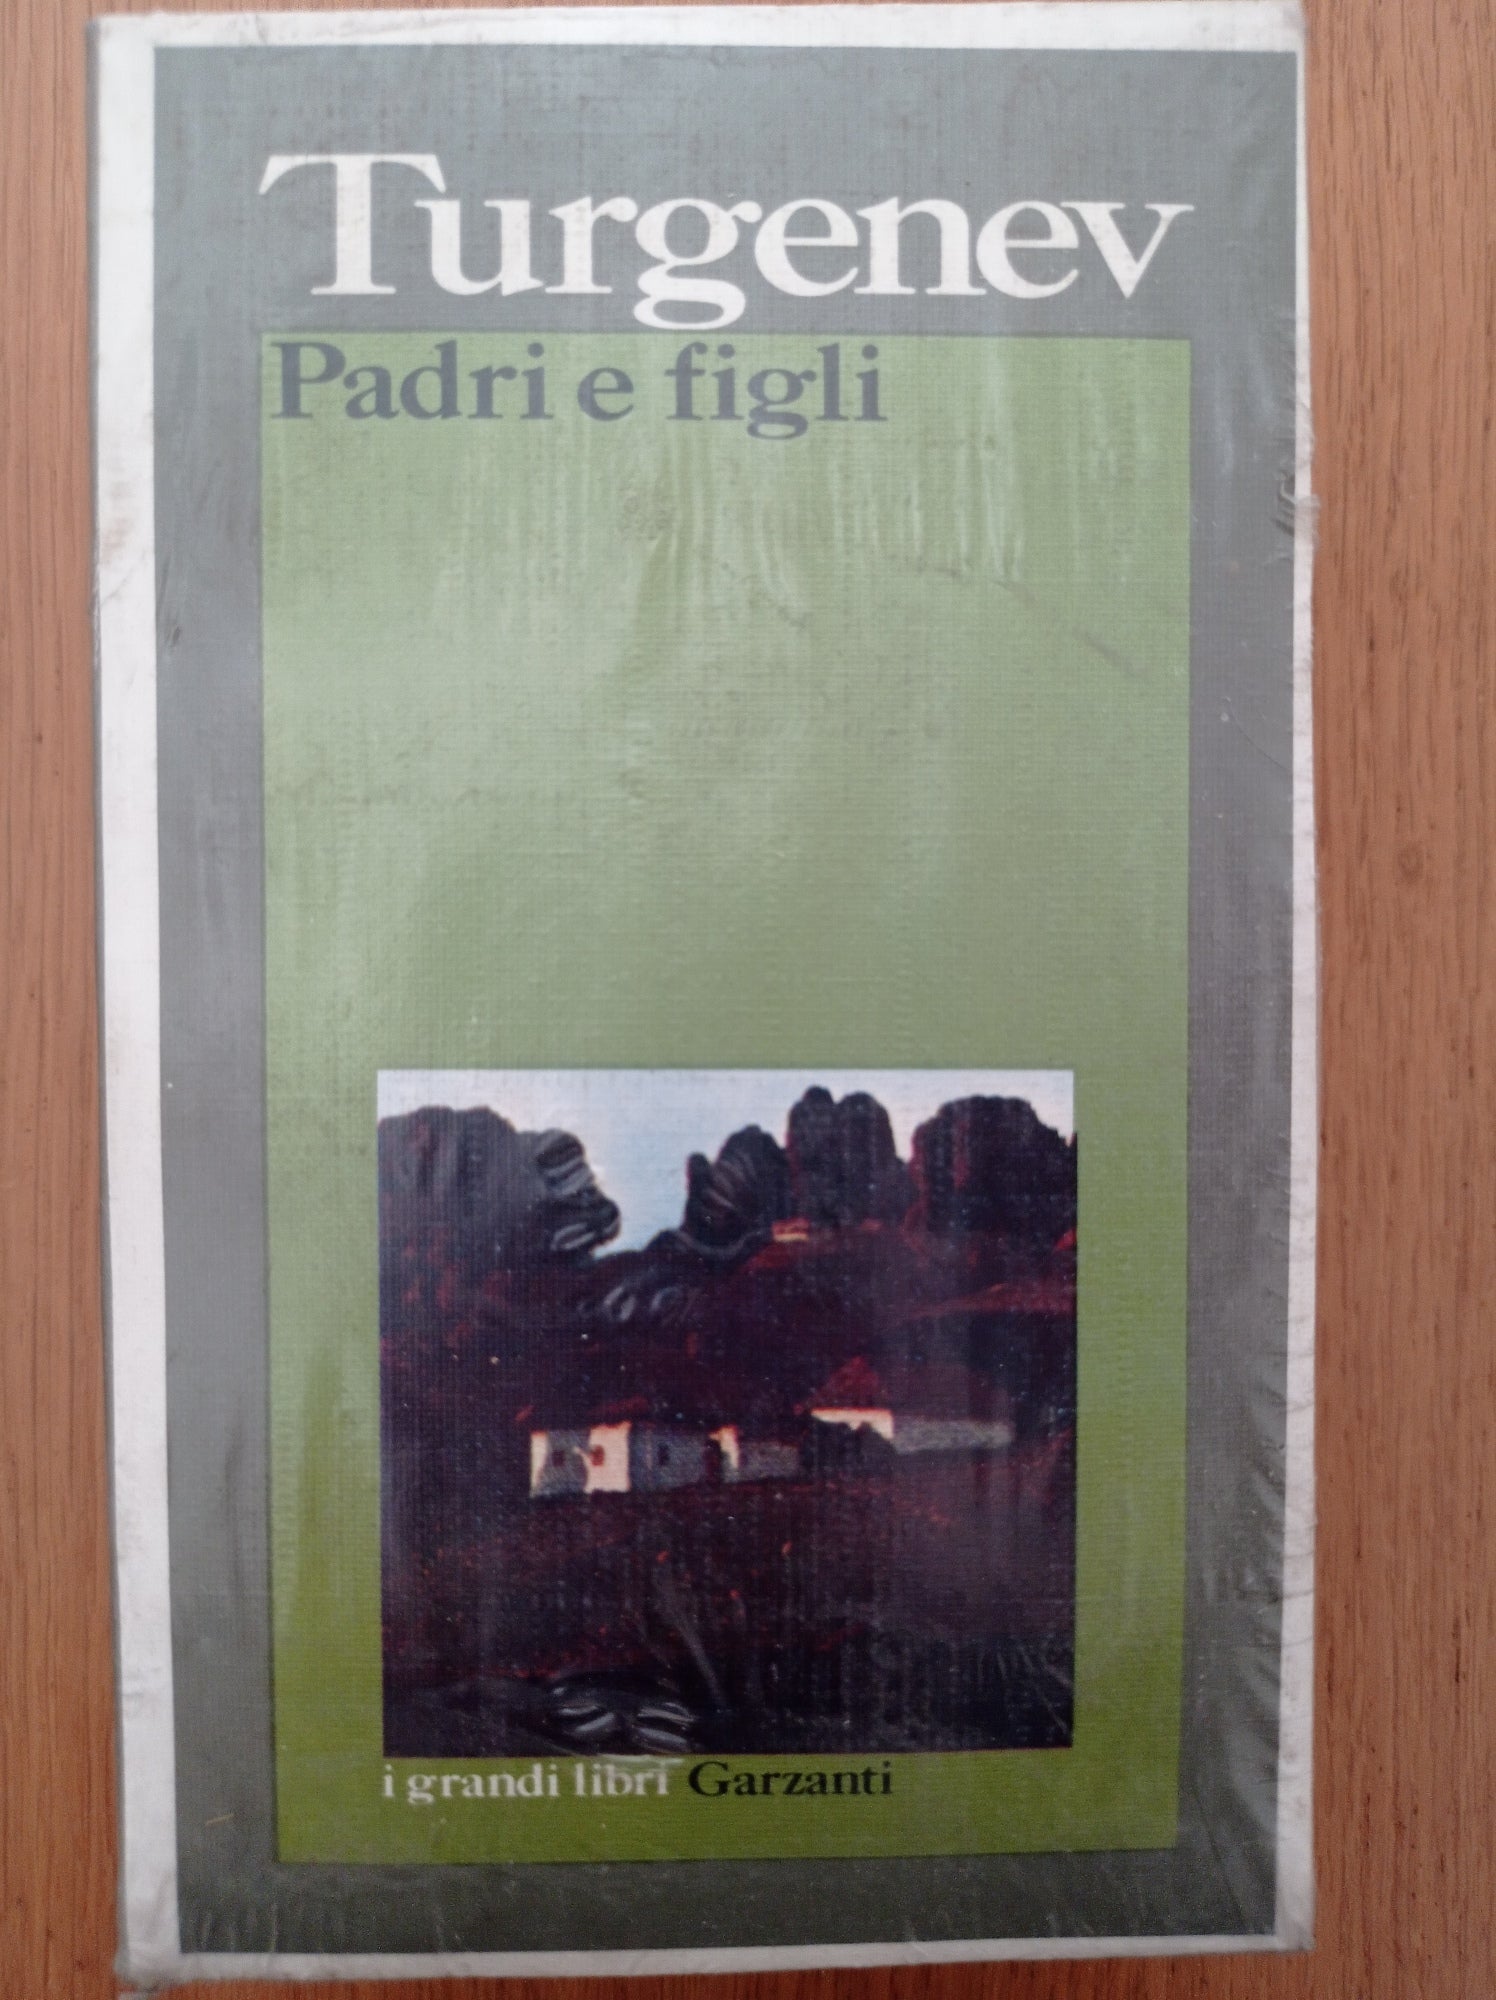 Turgenev
Padri e figli
i grandi libri Garzanti